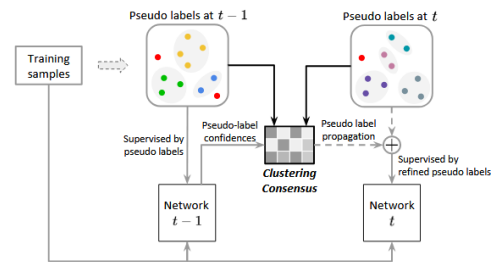 Pseudo labels at t − 1
Pseudo labels at t
Training
samples
Supervised by
pseudo labels
Pseudo-label
confidences
Pseudo label
propagation
Clustering
Consensus
Supervised by
refined pseudo labels
Network
t − 1
Network
t